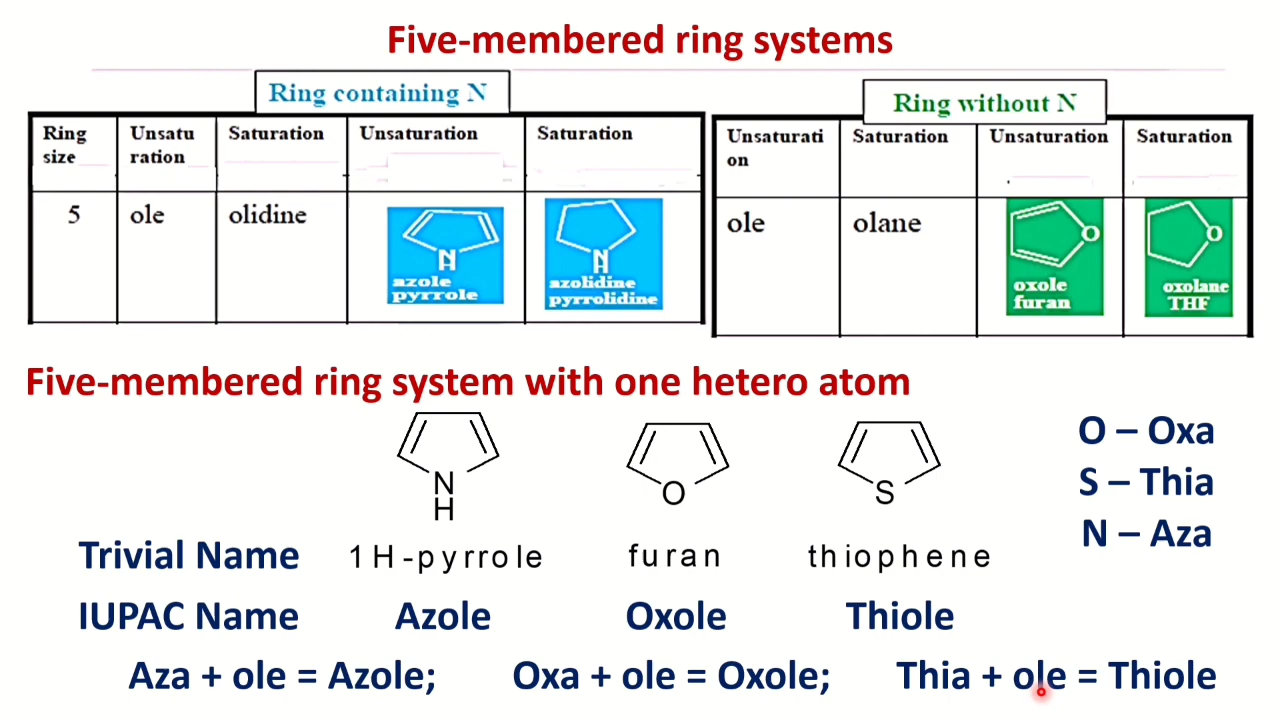 Five-membered ring systems
Ring containing N
Ring without N
Ring size
Unsatu ration
Saturation
Unsaturation
Saturation
Unsaturati on
Saturation
Unsaturation
Saturation
5
ole
olidine
N
H
azole
pyrrole
N
H
azolidine
pyrrolidine
ole
olane
O
oxole
furan
O
oxolane
THF
Five-membered ring system with one hetero atom
N
H
O
S
O – Oxa
S – Thia
N – Aza
Trivial Name 1H-pyrrole furan thiophene
IUPAC Name Azole Oxole Thiole
Aza + ole = Azole; Oxa + ole = Oxole; Thia + ole = Thiole